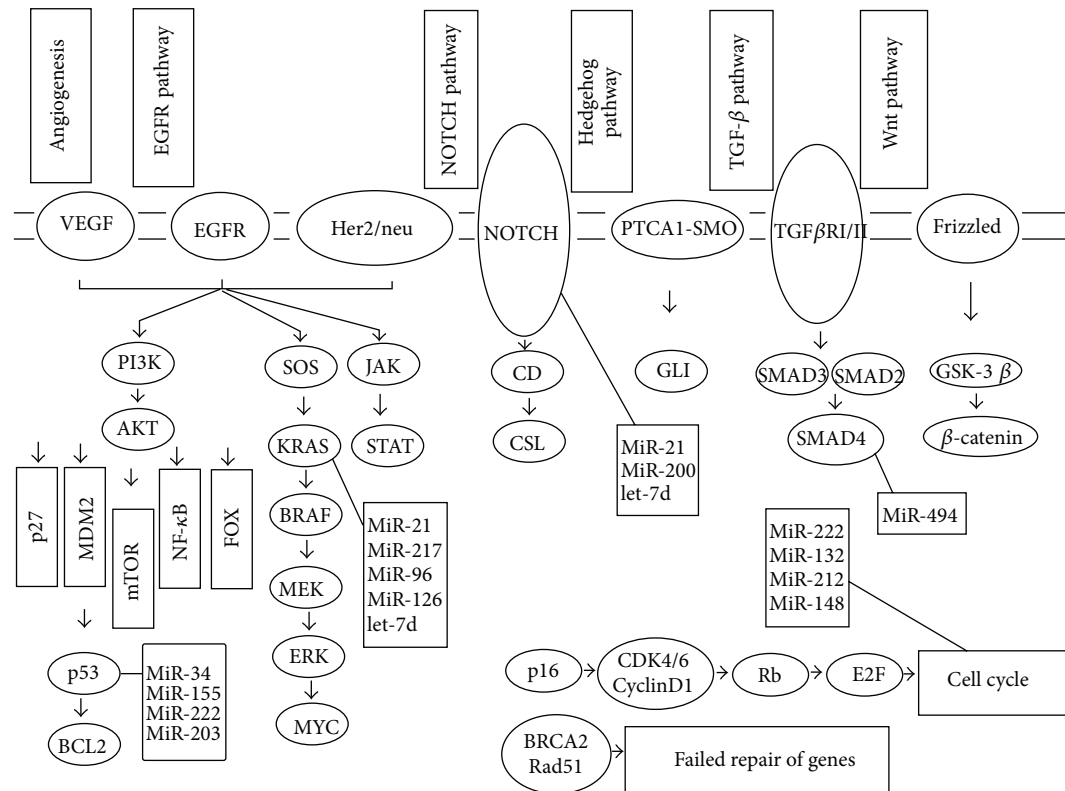 Angiogenesis
EGFR pathway
NOTCH pathway
Hedgehog
pathway
TGF-β pathway
Wnt pathway
VEGF
EGFR
Her2/neu
NOTCH
PTCA1-SMO
TGFβRI/II
Frizzled
PI3K
SOS
JAK
CD
GLI
SMAD3
SMAD2
GSK-3 β
AKT
KRAS
STAT
CSL
SMAD4
β-catenin
MiR-21
MiR-200
let-7d
MiR-494
p27
MDM2
mTOR
NF-κB
FOX
BRAF
MEK
ERK
MYC
MiR-21
MiR-217
MiR-96
MiR-126
let-7d
MiR-222
MiR-132
MiR-212
MiR-148
p53
BCL2
MiR-34
MiR-155
MiR-222
MiR-203
p16
CDK4/6
CyclinD1
Rb
E2F
Cell cycle
BRCA2
Rad51
Failed repair of genes